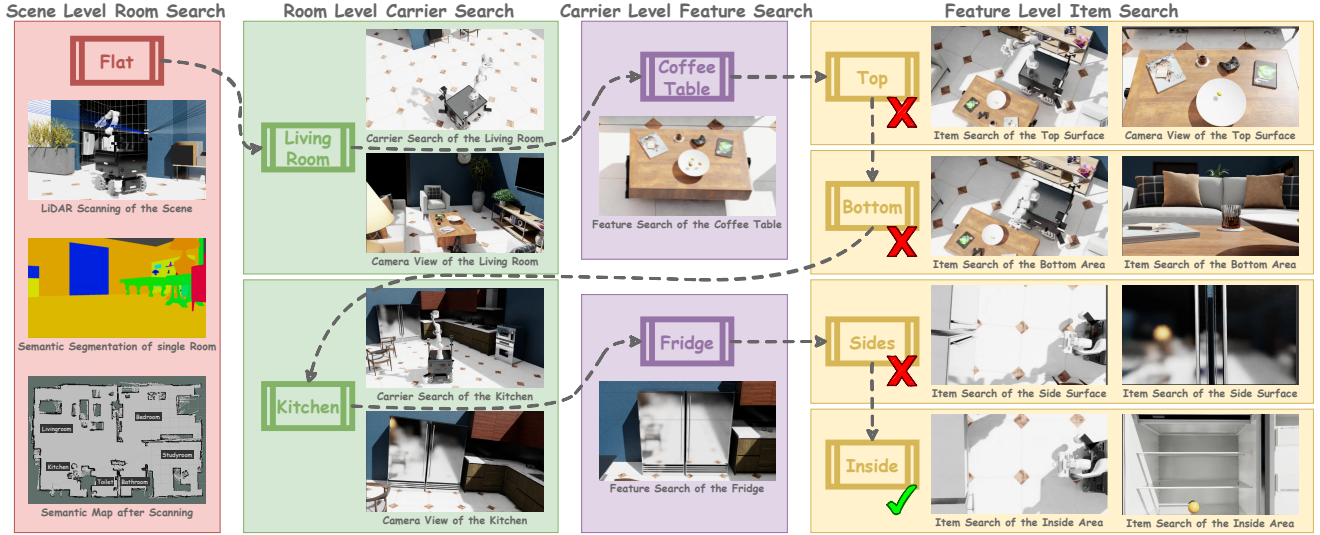 Scene Level Room Search
Room Level Carrier Search
Carrier Level Feature Search
Feature Level Item Search
Flat
LiDAR Scanning of the Scene
Semantic Segmentation of single Room
Livingroom
Bedroom
Kitchen
Studyroom
Toilet
Bathroom
Semantic Map after Scanning
Living
Room
Carrier Search of the Living Room
Camera View of the Living Room
Kitchen
Carrier Search of the Kitchen
Camera View of the Kitchen
Coffee
Table
Feature Search of the Coffee Table
Fridge
Feature Search of the Fridge
Top
Item Search of the Top Surface
Camera View of the Top Surface
Bottom
Item Search of the Bottom Area
Item Search of the Bottom Area
Sides
Item Search of the Side Surface
Item Search of the Side Surface
Inside
Item Search of the Inside Area
Item Search of the Inside Area